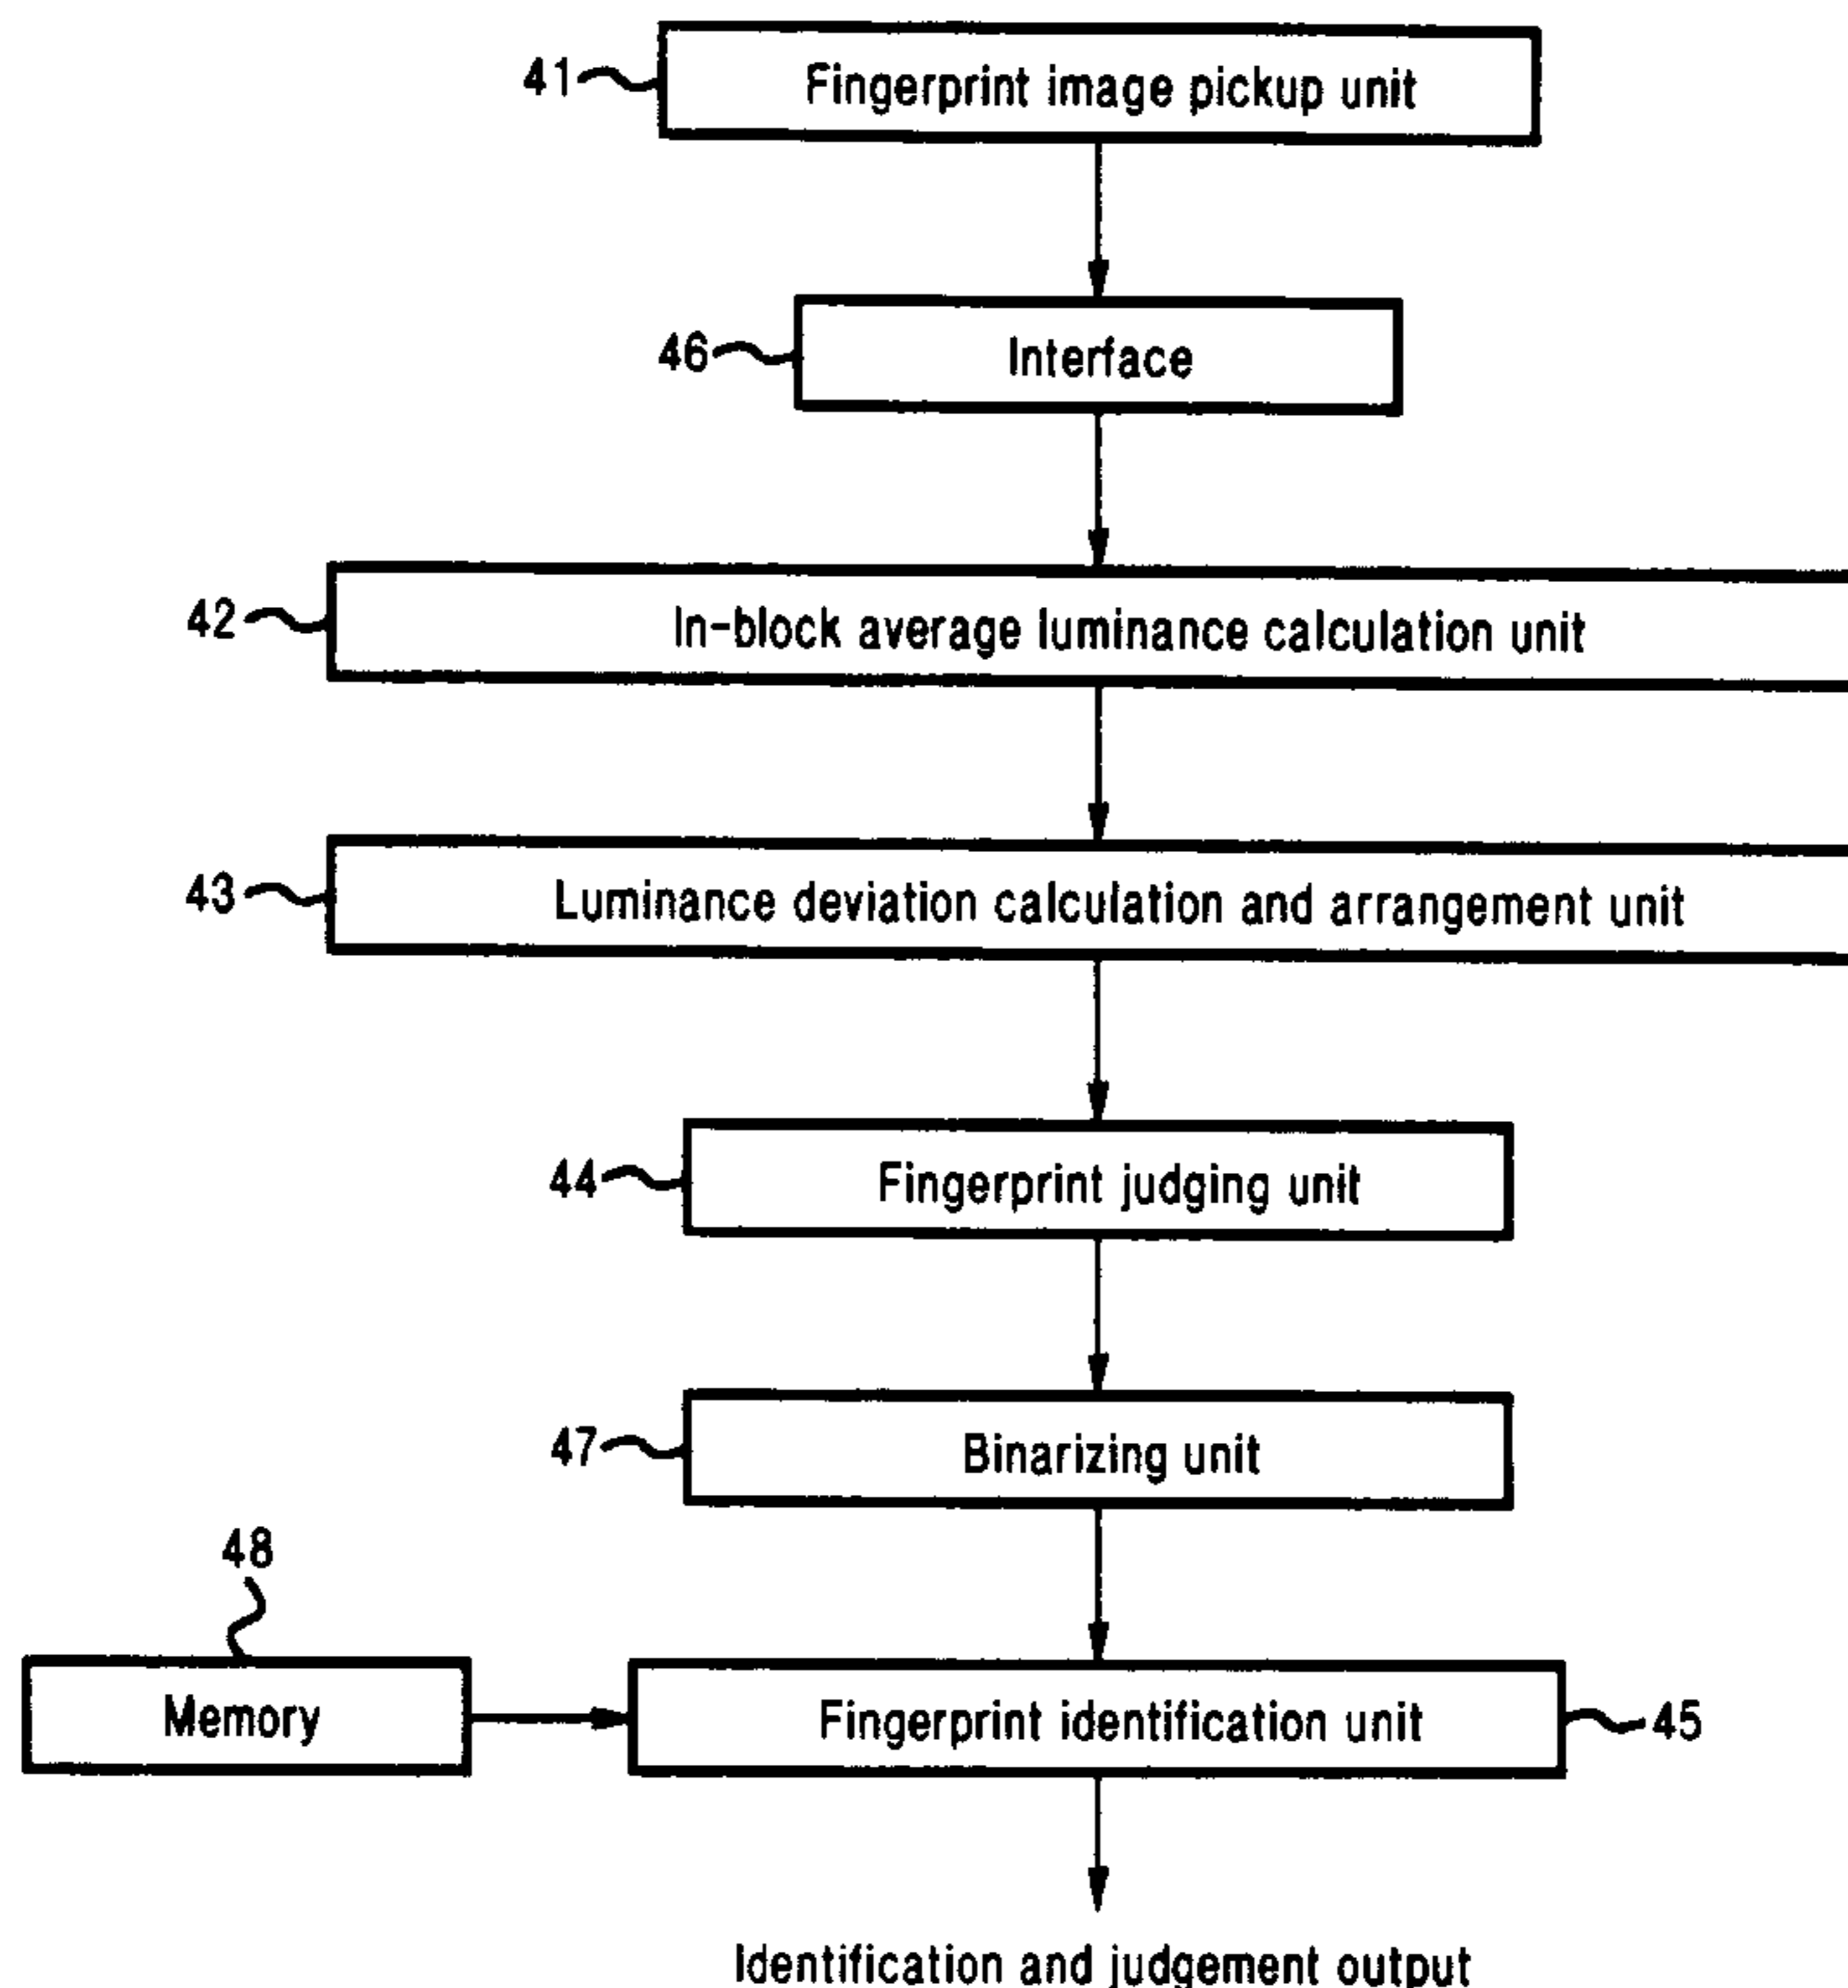 41 Fingerprint image pickup unit
46 Interface
42 In-block average luminance calculation unit
43 Luminance deviation calculation and arrangement unit
44 Fingerprint judging unit
47 Binarizing unit
48
Memory Fingerprint identification unit 45
Identification and judgement output